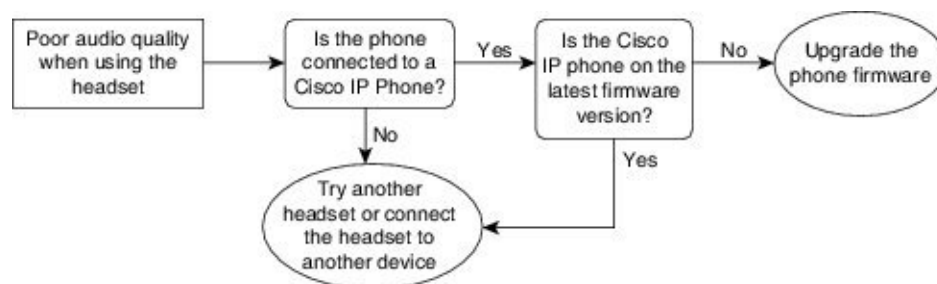 Poor audio quality
when using the
headset
Is the phone
connected to a
Cisco IP Phone?
Yes
Is the Cisco
IP phone on the
latest firmware
version?
No
Upgrade the
phone firmware
No
Yes
Try another
headset or connect
the headset to
another device